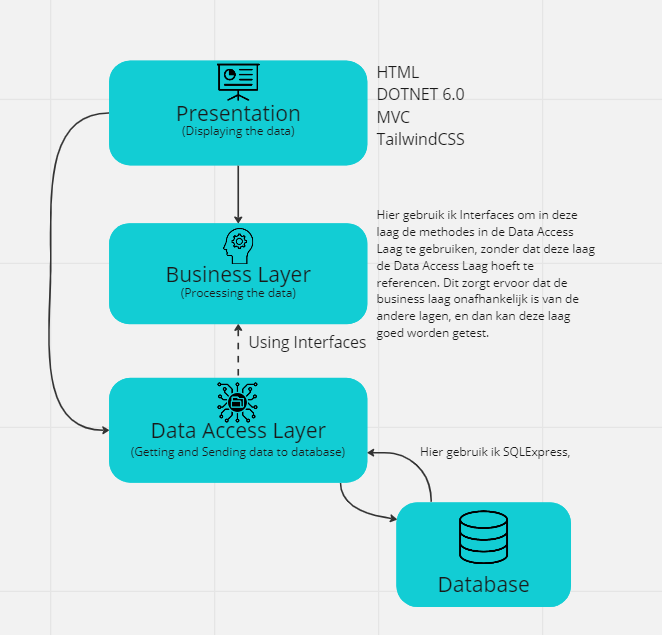 Presentation
(Displaying the data)
HTML
DOTNET 6.0
MVC
TailwindCSS
Business Layer
(Processing the data)
Hier gebruik ik Interfaces om in deze
laag de methodes in de Data Access
Laag te gebruiken, zonder dat deze laag
de Data Access Laag hoeft te
referencen. Dit zorgt ervoor dat de
business laag onafhankelijk is van de
andere lagen, en dan kan deze laag
goed worden getest.
Using Interfaces
Data Access Layer
(Getting and Sending data to database)
Hier gebruik ik SQLExpress,
Database